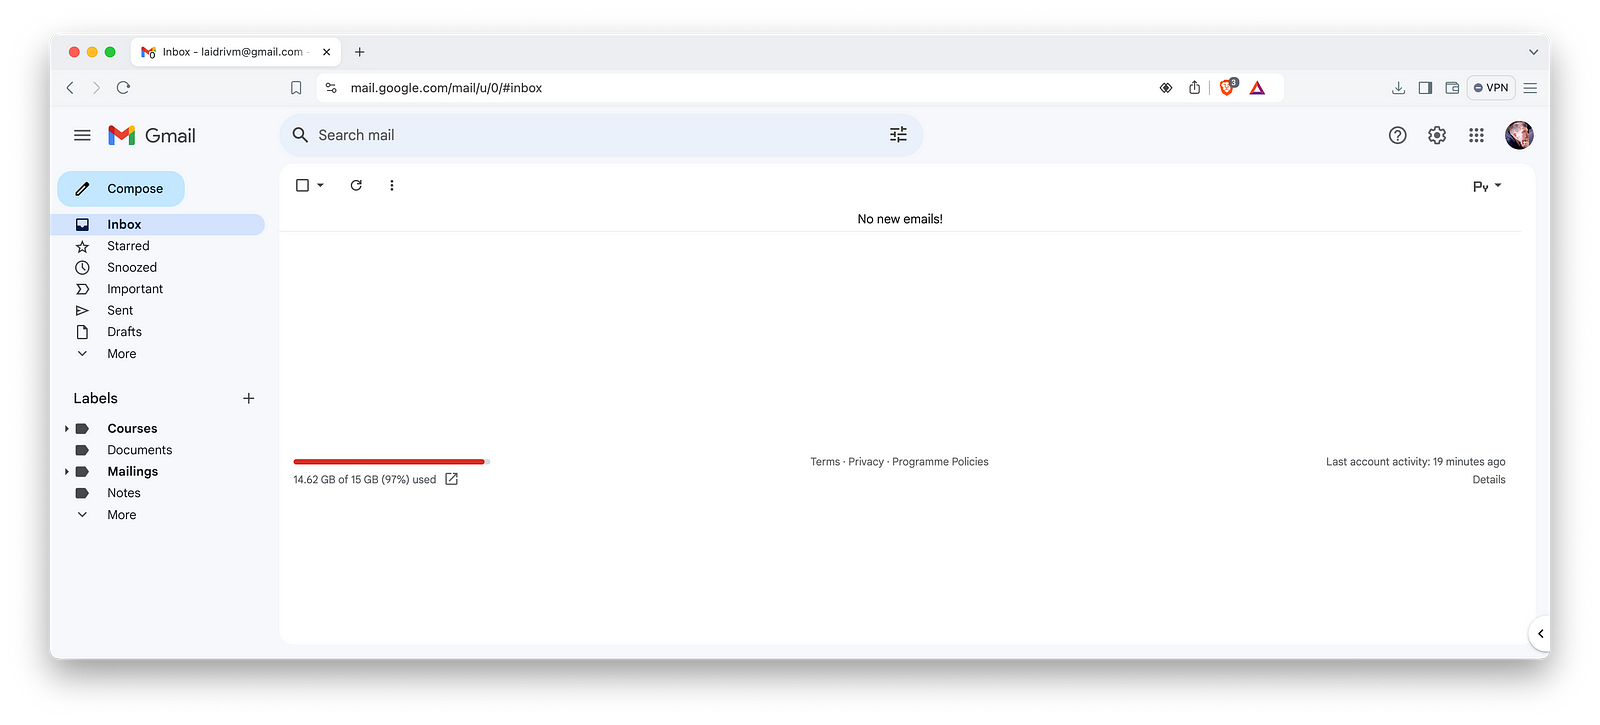 Inbox - laidrivm@gmail.com -
mail.google.com/mail/u/0/#inbox
3
VPN
Gmail
Search mail
Compose
Inbox
Starred
Snoozed
Important
Sent
Drafts
More
Labels
Courses
Documents
Mailings
Notes
More
Ру
No new emails!
14.62 GB of 15 GB (97%) used
Terms · Privacy · Programme Policies
Last account activity: 19 minutes ago
Details